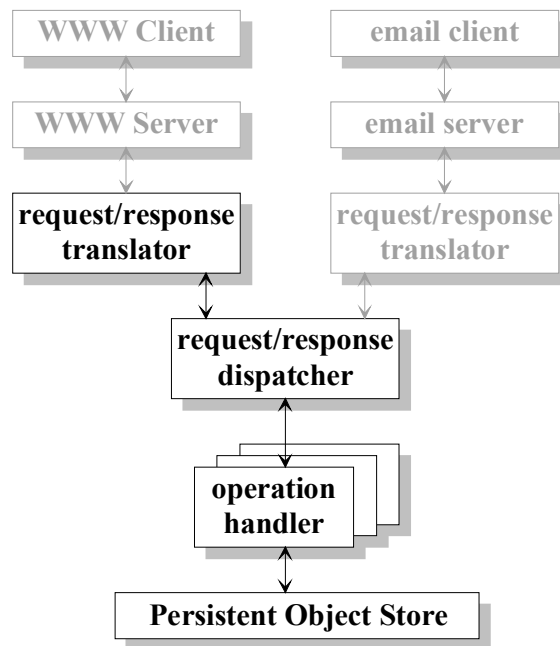 WWW Client
email client
WWW Server
email server
request/response
translator
request/response
translator
request/response
dispatcher
operation
handler
Persistent Object Store